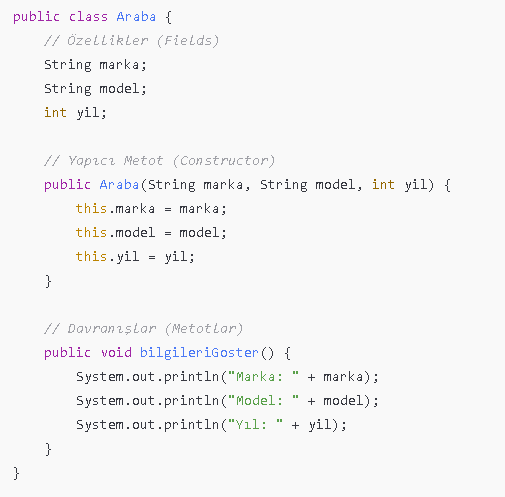 public class Araba {
    // Özellikler (Fields)
    String marka;
    String model;
    int yil;

    // Yapıcı Metot (Constructor)
    public Araba(String marka, String model, int yil) {
        this.marka = marka;
        this.model = model;
        this.yil = yil;
    }

    // Davranışlar (Metotlar)
    public void bilgileriGoster() {
        System.out.println("Marka: " + marka);
        System.out.println("Model: " + model);
        System.out.println("Yıl: " + yil);
    }
}